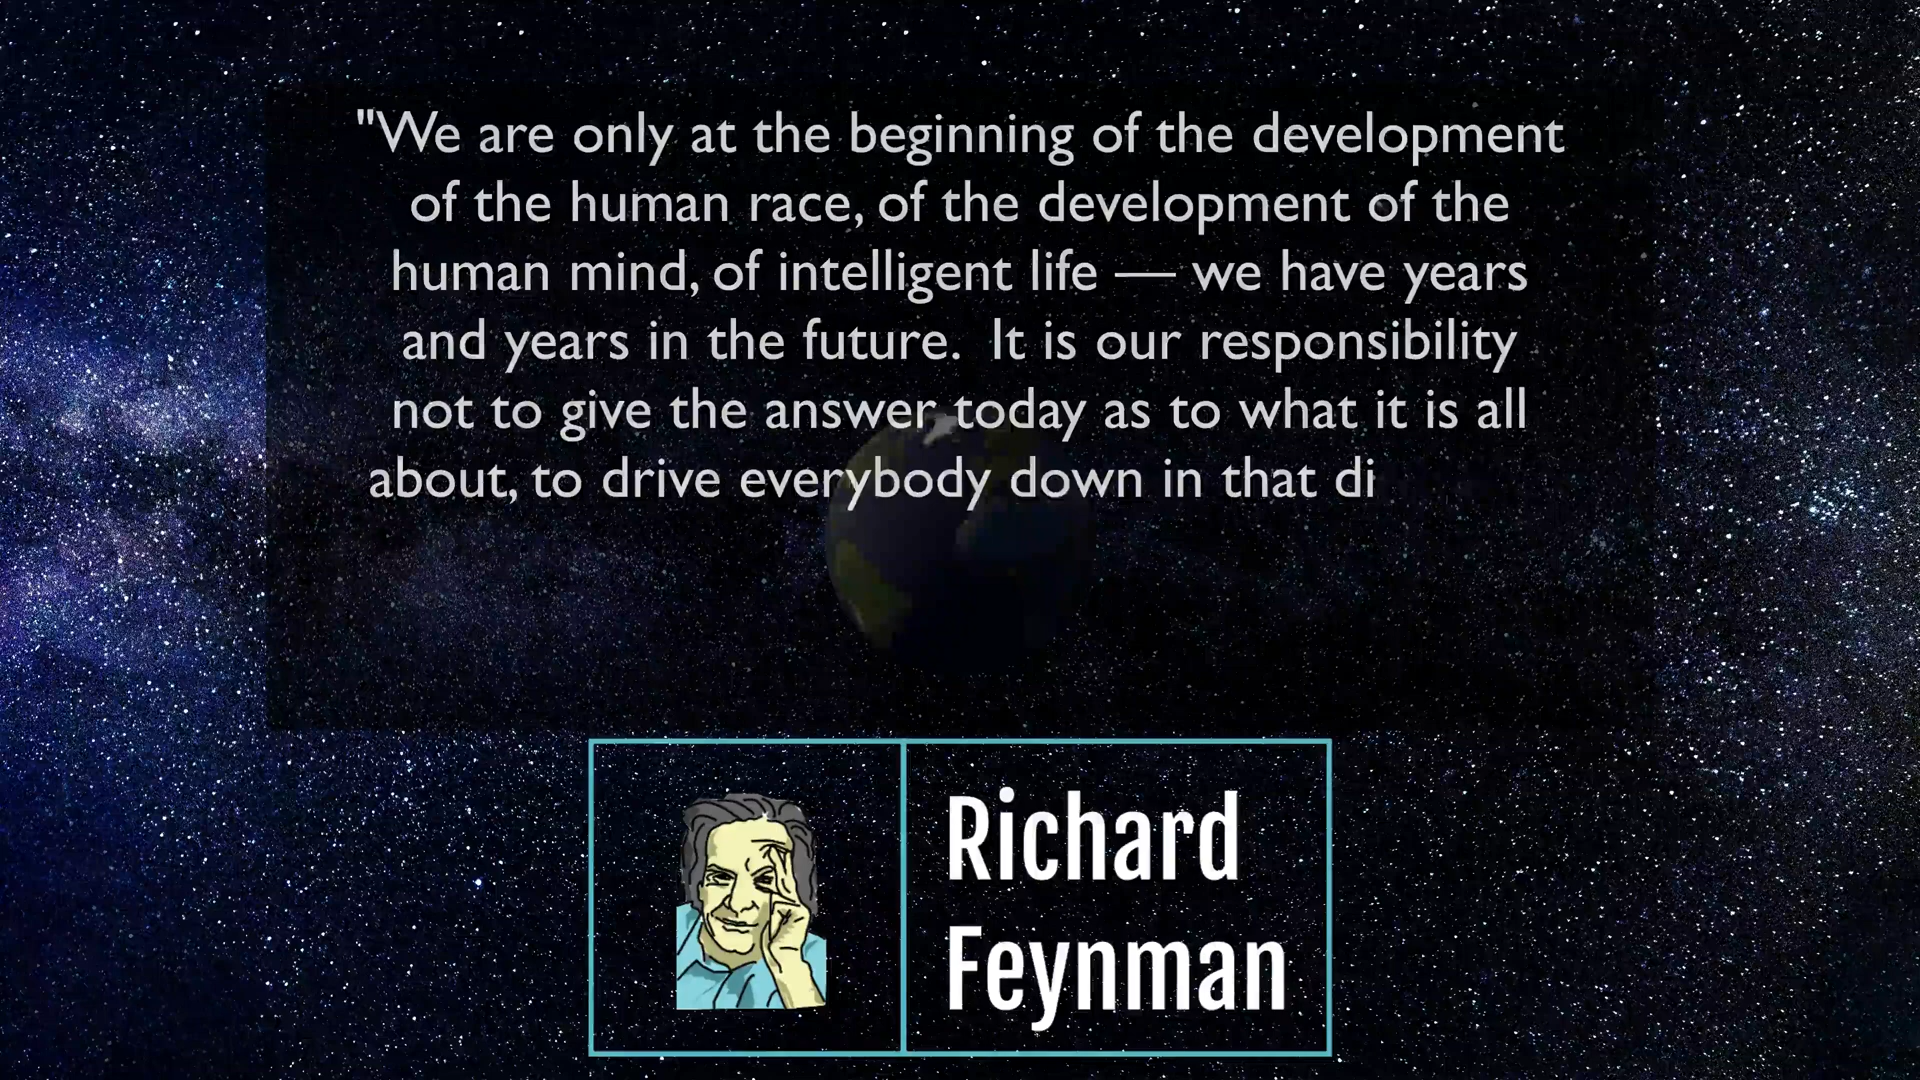 "We are only at the beginning of the development
of the human race, of the development of the
human mind, of intelligent life — we have years
and years in the future.  It is our responsibility
not to give the answer today as to what it is all
about, to drive everybody down in that di
Richard
Feynman